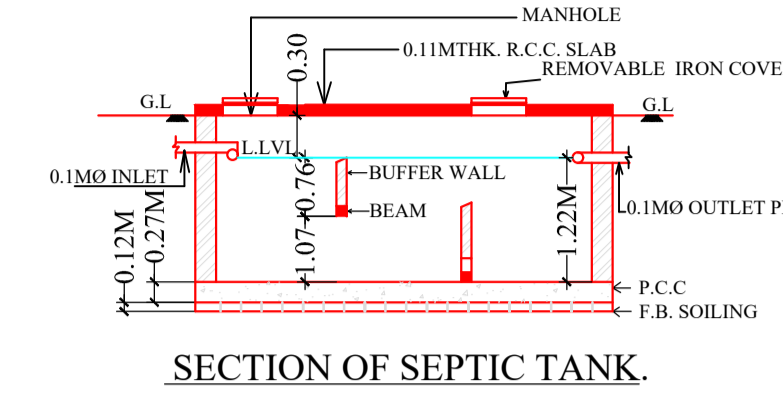 MANHOLE
0.30
0.11MTHK. R.C.C. SLAB
REMOVABLE IRON COVE
G.L
G.L
L.LVL
0.1MØ INLET
0.76
BUFFER WALL
BEAM
1.22M
0.1MØ OUTLET P
0.12M
0.27M
1.07
P.C.C
F.B. SOILING
SECTION OF SEPTIC TANK.